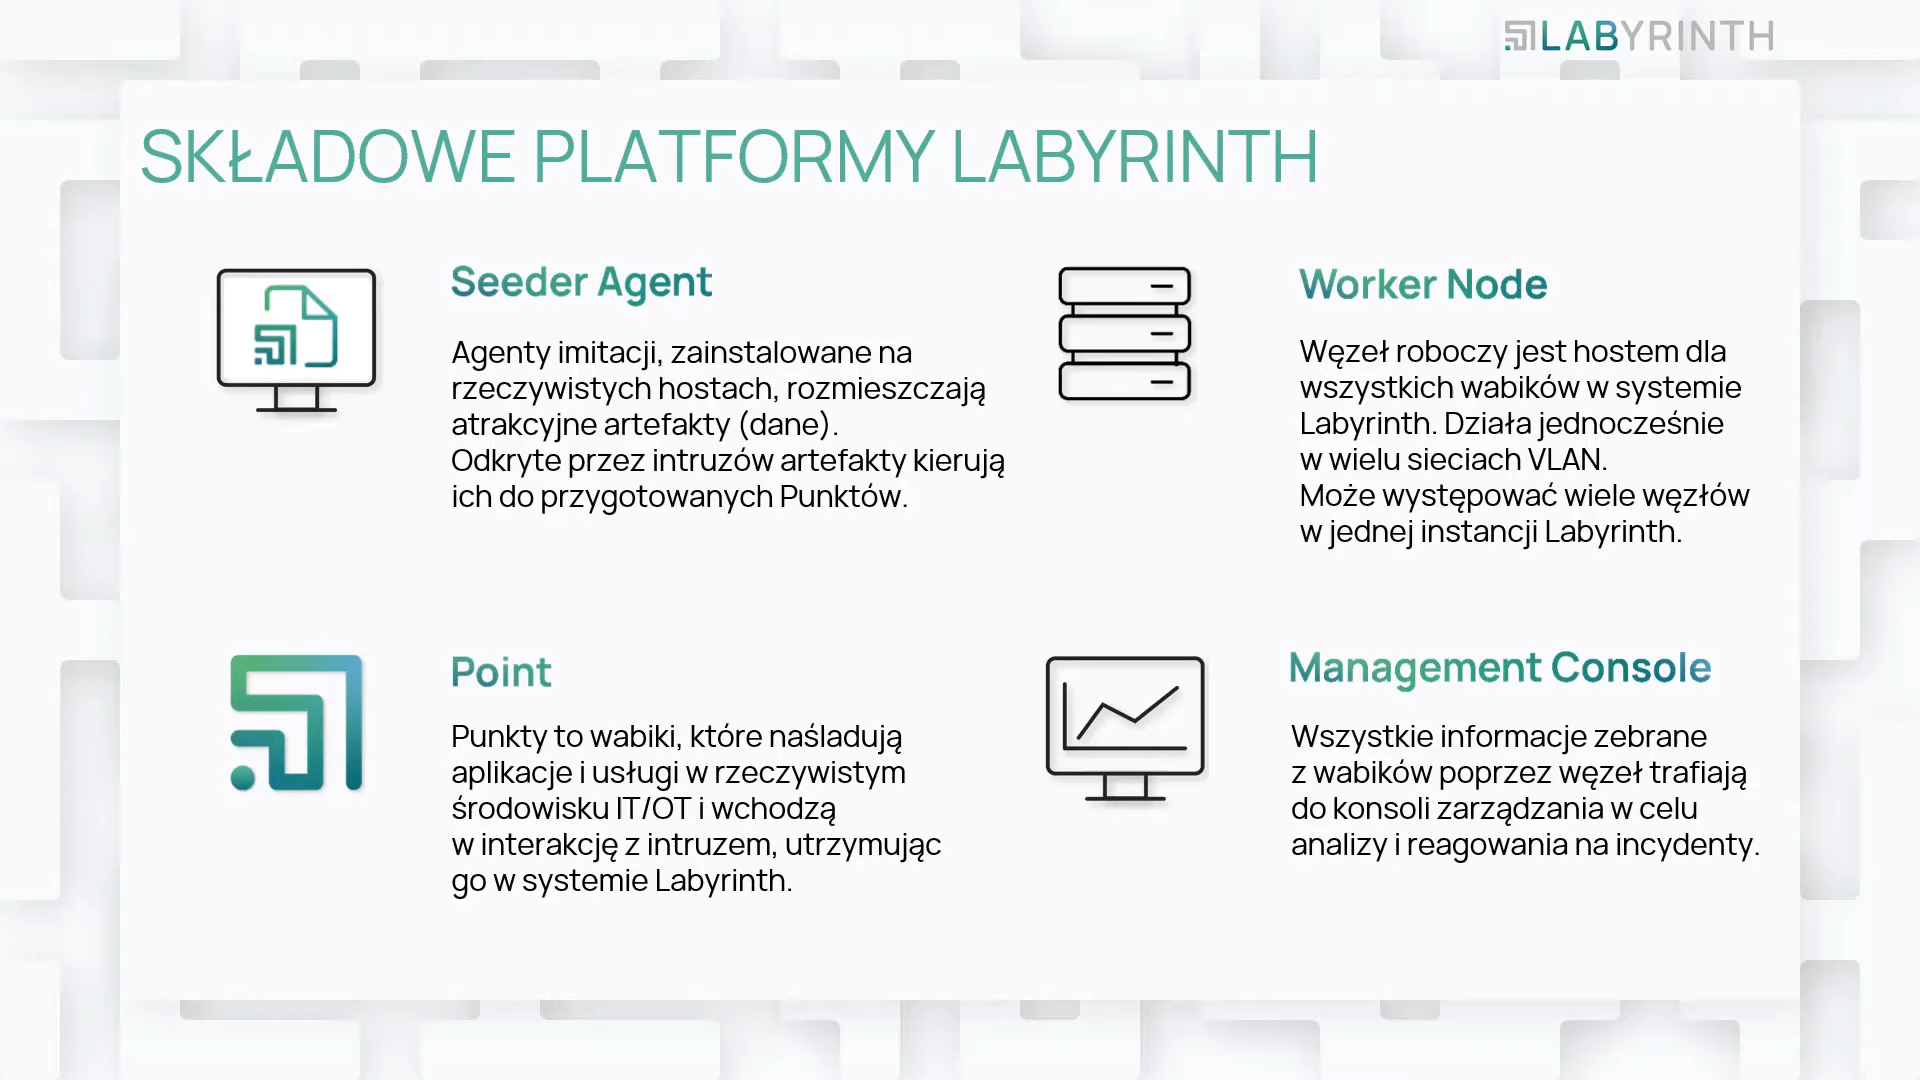 LABYRINTH
SKŁADOWE PLATFORMY LABYRINTH
Seeder Agent
Agenty imitacji, zainstalowane na
rzeczywistych hostach, rozmieszczają
atrakcyjne artefakty (dane).
Odkryte przez intruzów artefakty kierują
ich do przygotowanych Punktów.
Worker Node
Węzeł roboczy jest hostem dla
wszystkich wabików w systemie
Labyrinth. Działa jednocześnie
w wielu sieciach VLAN.
Może występować wiele węzłów
w jednej instancji Labyrinth.
Point
Punkty to wabiki, które naśladują
aplikacje i usługi w rzeczywistym
środowisku IT/OT i wchodzą
w interakcję z intruzem, utrzymując
go w systemie Labyrinth.
Management Console
Wszystkie informacje zebrane
z wabików poprzez węzeł trafiają
do konsoli zarządzania w celu
analizy i reagowania na incydenty.